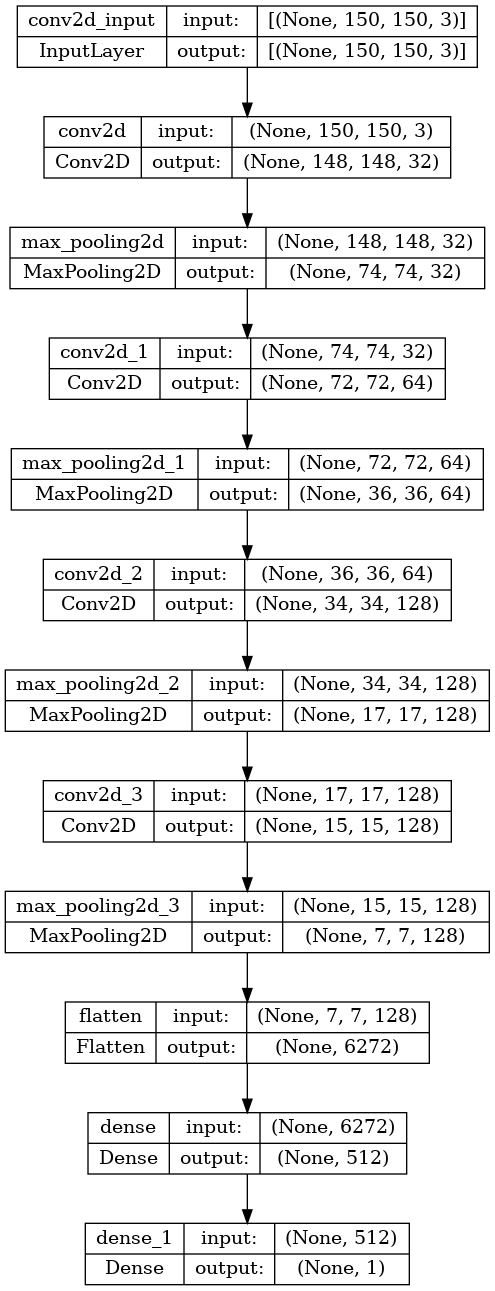 conv2d_input input: [(None, 150, 150, 3)]
InputLayer output: [(None, 150, 150, 3)]
conv2d input: (None, 150, 150, 3)
Conv2D output: (None, 148, 148, 32)
max_pooling2d input: (None, 148, 148, 32)
MaxPooling2D output: (None, 74, 74, 32)
conv2d_1 input: (None, 74, 74, 32)
Conv2D output: (None, 72, 72, 64)
max_pooling2d_1 input: (None, 72, 72, 64)
MaxPooling2D output: (None, 36, 36, 64)
conv2d_2 input: (None, 36, 36, 64)
Conv2D output: (None, 34, 34, 128)
max_pooling2d_2 input: (None, 34, 34, 128)
MaxPooling2D output: (None, 17, 17, 128)
conv2d_3 input: (None, 17, 17, 128)
Conv2D output: (None, 15, 15, 128)
max_pooling2d_3 input: (None, 15, 15, 128)
MaxPooling2D output: (None, 7, 7, 128)
flatten input: (None, 7, 7, 128)
Flatten output: (None, 6272)
dense input: (None, 6272)
Dense output: (None, 512)
dense_1 input: (None, 512)
Dense output: (None, 1)